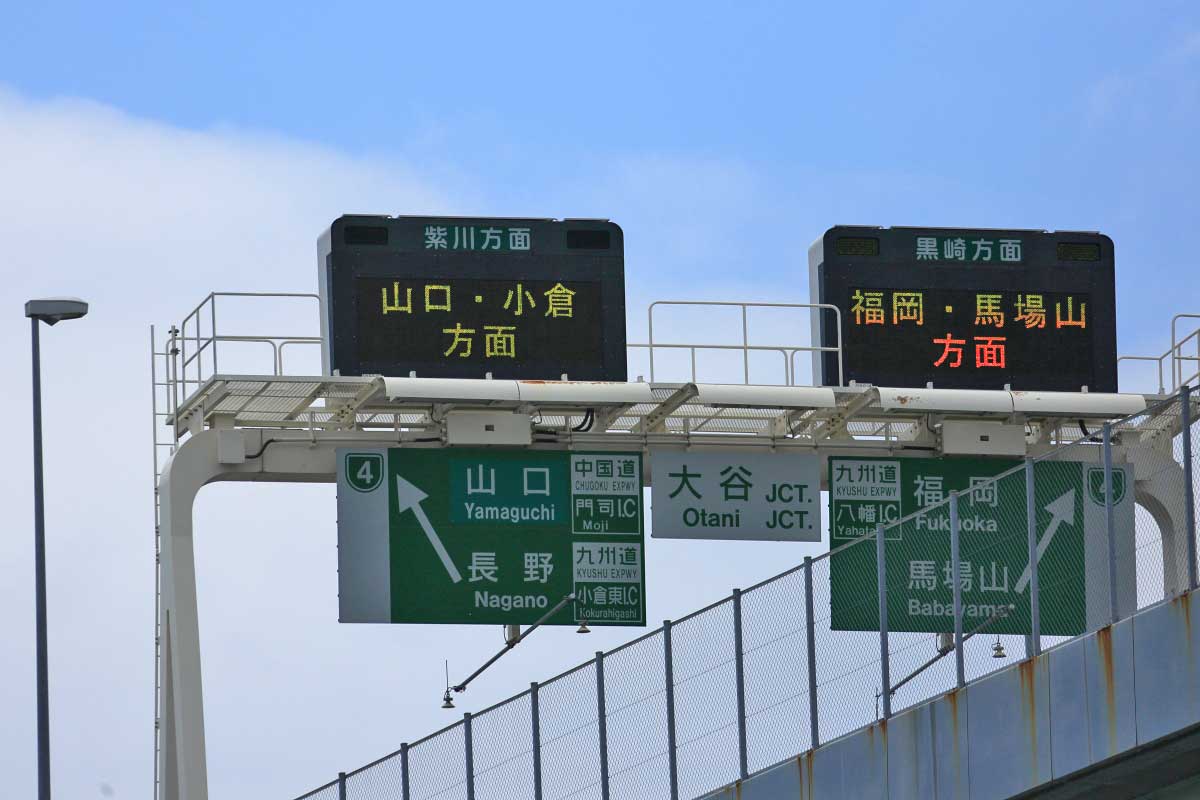 紫川方面
山口・小倉
方面
黒崎方面
福岡・馬場山
方面
4
山口
Yamaguchi
長野
Nagano
中国道
CHUGOKU EXPWY
門司I.C
Moji
九州道
KYUSHU EXPWY
小倉東I.C
Kokurahigashi
大谷 JCT.
Otani JCT.
九州道
KYUSHU EXPWY
八幡I.C
Yahata
福岡
Fukuoka
馬場山
Babayama